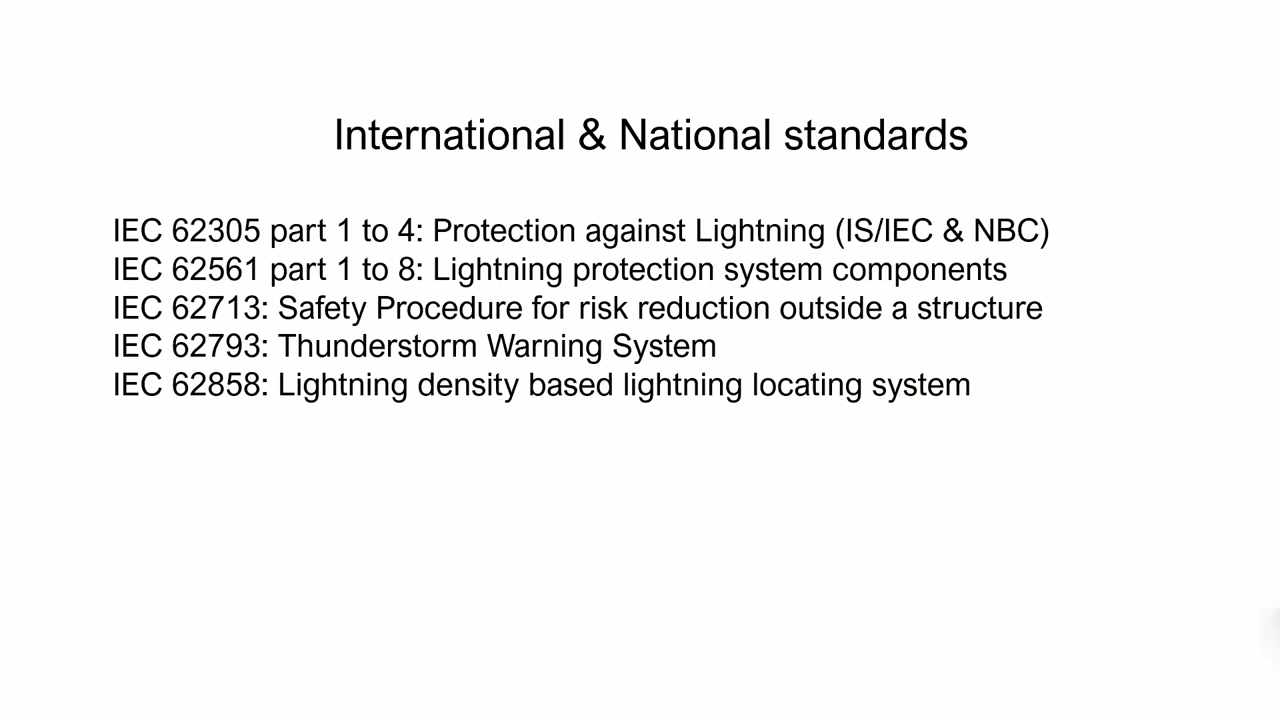 International & National standards
IEC 62305 part 1 to 4: Protection against Lightning (IS/IEC & NBC)
IEC 62561 part 1 to 8: Lightning protection system components
IEC 62713: Safety Procedure for risk reduction outside a structure
IEC 62793: Thunderstorm Warning System
IEC 62858: Lightning density based lightning locating system